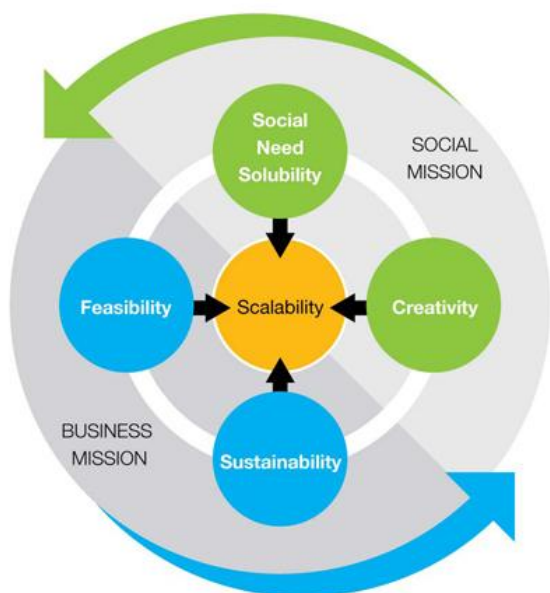 Social
Need
Solubility
SOCIAL
MISSION
Feasibility
Scalability
Creativity
BUSINESS
MISSION
Sustainability